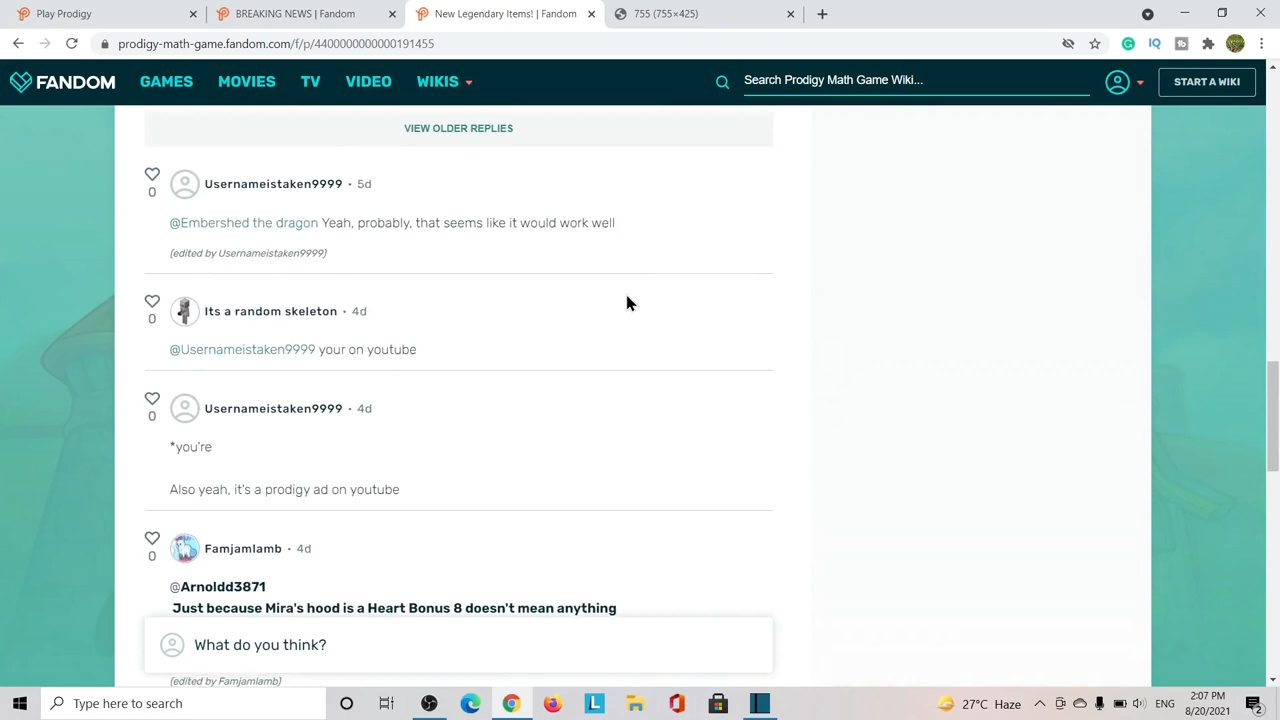 Play Prodigy
BREAKING NEWS | Fandom
New Legendary Items! | Fandom
755 (755×425)
prodigy-math-game.fandom.com/f/p/4400000000000191455
FANDOM GAMES MOVIES TV VIDEO WIKIS Search Prodigy Math Game Wiki... START A WIKI
VIEW OLDER REPLIES
Usernameistaken9999 • 5d
0
@Embershed the dragon Yeah, probably, that seems like it would work well
(edited by Usernameistaken9999)
Its a random skeleton • 4d
0
@Usernameistaken9999 your on youtube
Usernameistaken9999 • 4d
0
*you're
Also yeah, it's a prodigy ad on youtube
Famjamlamb • 4d
0
@Arnoldd3871
Just because Mira's hood is a Heart Bonus 8 doesn't mean anything
What do you think?
(edited by Famjamlamb)
Type here to search
27°C Haze
ENG
2:07 PM
8/20/2021
2